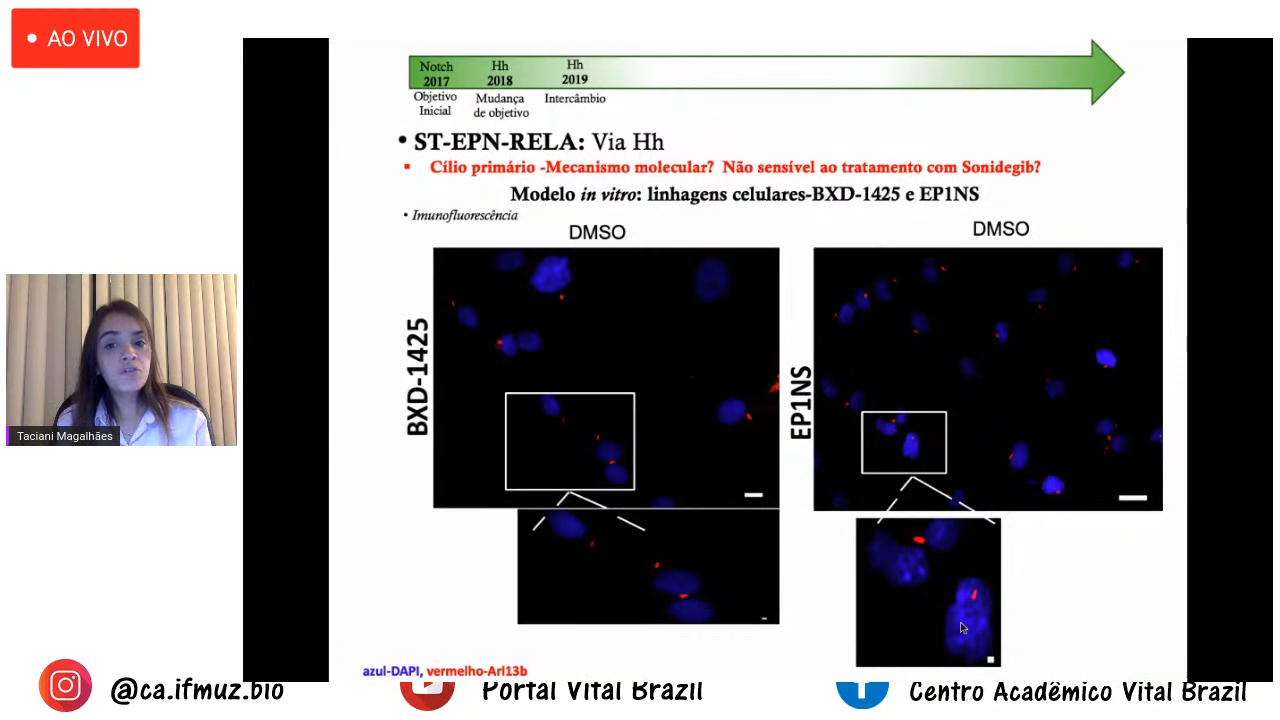 AO VIVO
Notch
2017
Objetivo
Inicial
Hh
2018
Mudança
de objetivo
Hh
2019
Intercâmbio
• ST-EPN-RELA: Via Hh
▪ Cílio primário -Mecanismo molecular? Não sensível ao tratamento com Sonidegib?
Modelo in vitro: linhagens celulares-BXD-1425 e EP1NS
• Imunofluorescência
DMSO
DMSO
BXD-1425
EP1NS
Taciani Magalhães
azul-DAPI, vermelho-Arl13b
@ca.ifmuz.bio
Portal Vital Brazil
Centro Acadêmico Vital Brazil